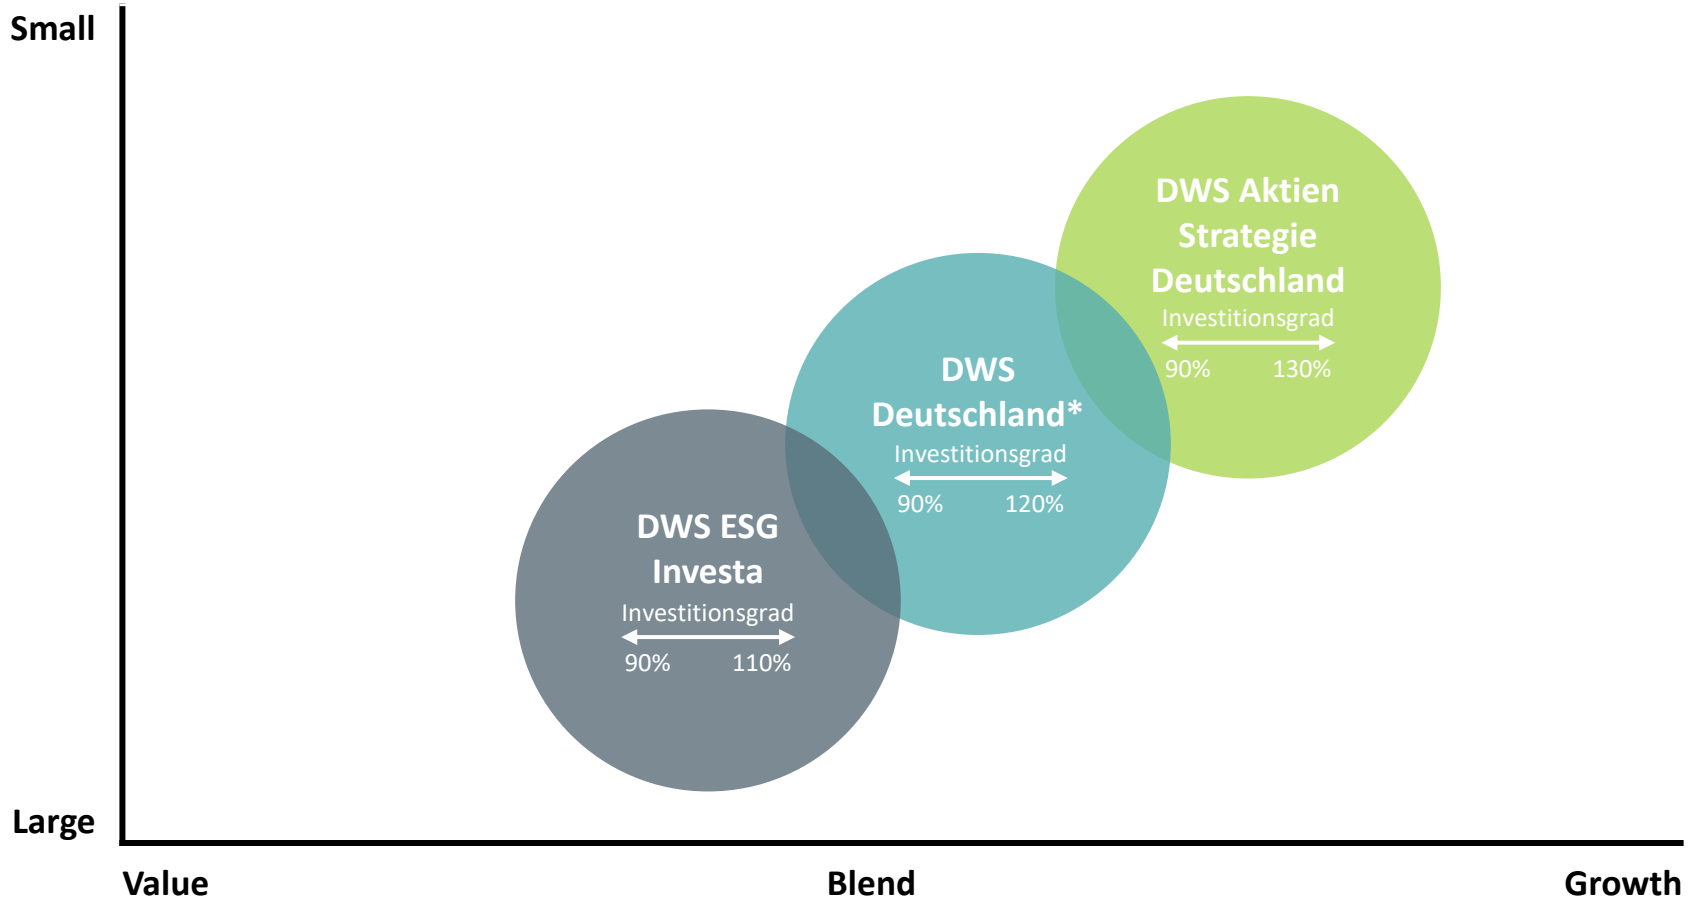 Small
DWS Aktien
Strategie
Deutschland
Investitionsgrad
90% 130%
DWS
Deutschland*
Investitionsgrad
90% 120%
DWS ESG
Investa
Investitionsgrad
90% 110%
Large
Value Blend Growth